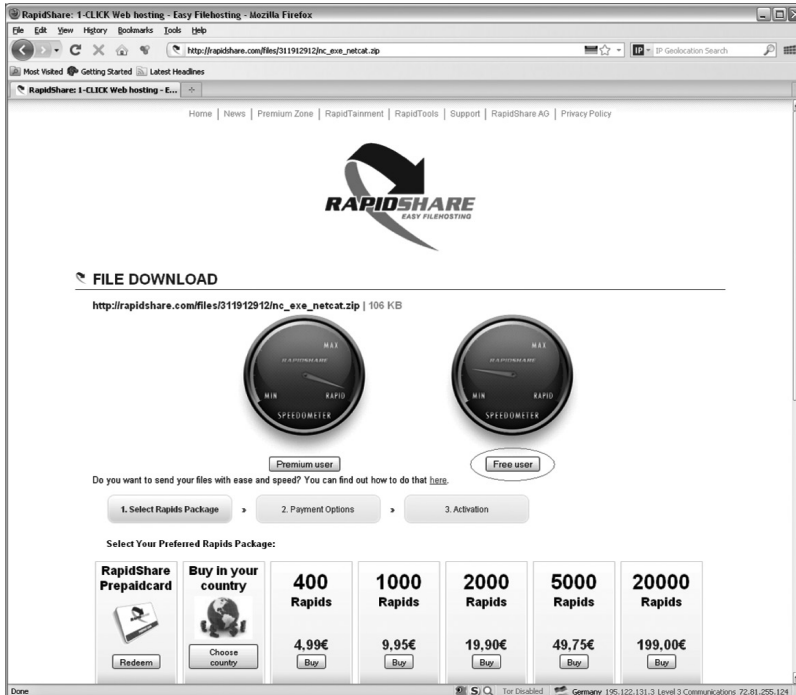 RapidShare: 1-CLICK Web hosting - Easy Filehosting - Mozilla Firefox
File Edit View History Bookmarks Tools Help
http://rapidshare.com/files/311912912/nc_exe_netcat.zip
IP IP Geolocation Search
Most Visited Getting Started Latest Headlines
RapidShare: 1-CLICK Web hosting - E...
Home | News | Premium Zone | RapidTainment | RapidTools | Support | RapidShare AG | Privacy Policy
RAPIDSHARE
EASY FILEHOSTING
FILE DOWNLOAD
http://rapidshare.com/files/311912912/nc_exe_netcat.zip | 106 KB
MAX MAX
RAPIDSHARE RAPIDSHARE
MIN RAPID MIN RAPID
SPEEDOMETER SPEEDOMETER
Premium user Free user
Do you want to send your files with ease and speed? You can find out how to do that here.
1. Select Rapids Package » 2. Payment Options » 3. Activation
Select Your Preferred Rapids Package:
RapidShare Prepaidcard
Redeem
Buy in your country
Choose country
400 Rapids
4,99€
Buy
1000 Rapids
9,95€
Buy
2000 Rapids
19,90€
Buy
5000 Rapids
49,75€
Buy
20000 Rapids
199,00€
Buy
Done Tor Disabled Germany 195.122.131.3 Level 3 Communications 72.81.255.124